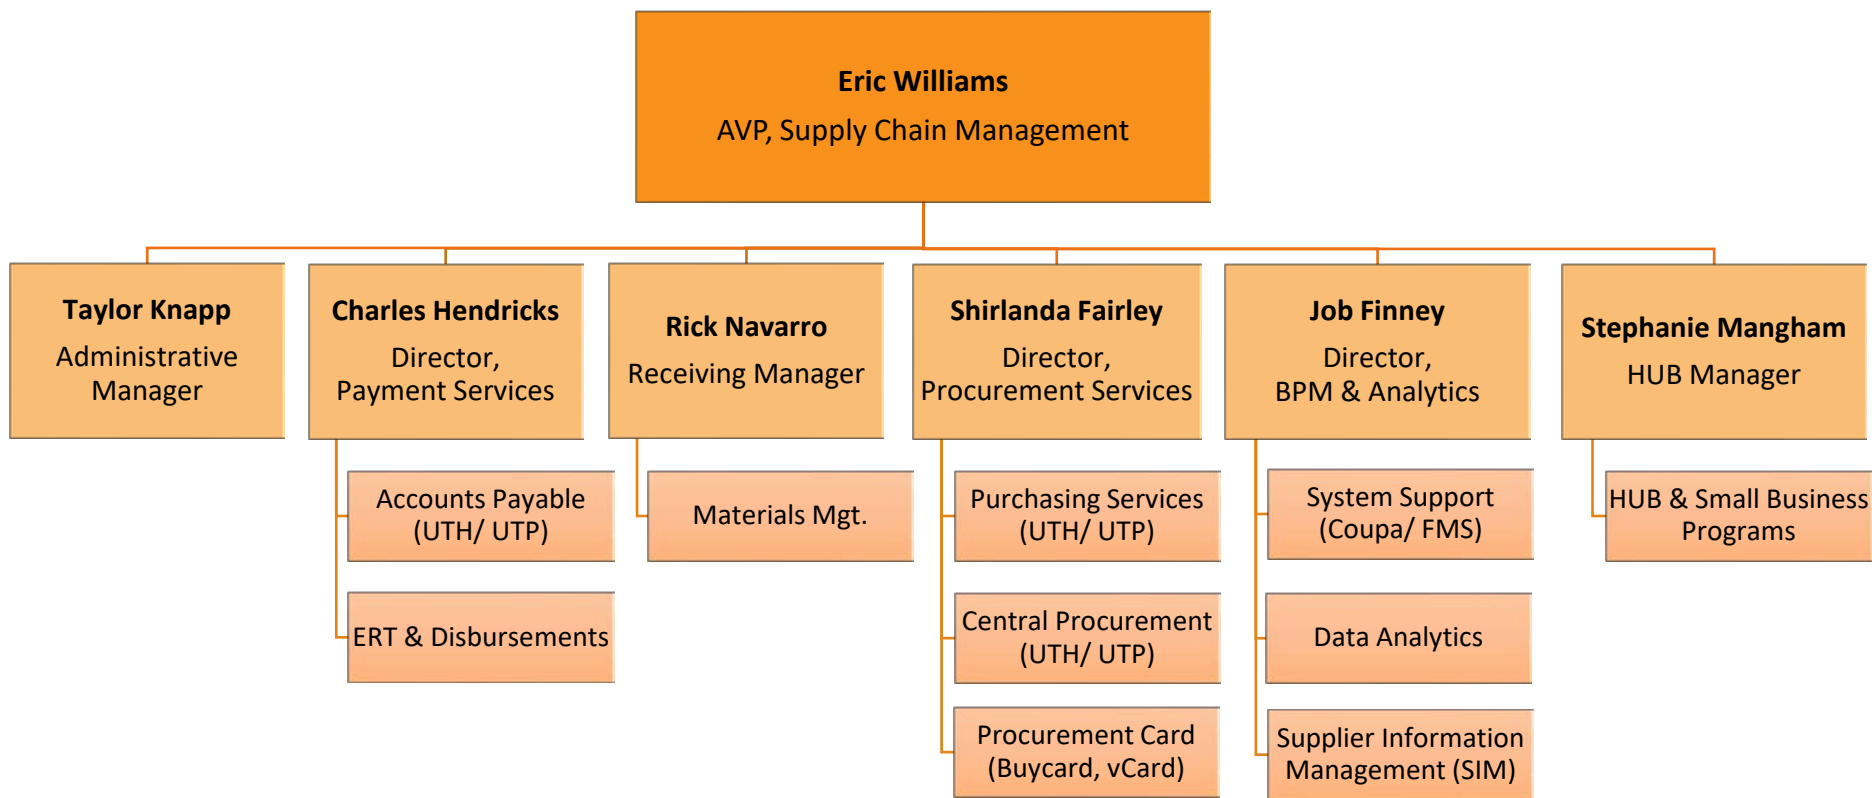 Eric Williams
AVP, Supply Chain Management
Taylor Knapp
Administrative
Manager
Charles Hendricks
Director,
Payment Services
Rick Navarro
Receiving Manager
Shirlanda Fairley
Director,
Procurement Services
Job Finney
Director,
BPM & Analytics
Stephanie Mangham
HUB Manager
Accounts Payable
(UTH/ UTP)
ERT & Disbursements
Materials Mgt.
Purchasing Services
(UTH/ UTP)
Central Procurement
(UTH/ UTP)
Procurement Card
(Buycard, vCard)
System Support
(Coupa/ FMS)
Data Analytics
Supplier Information
Management (SIM)
HUB & Small Business
Programs